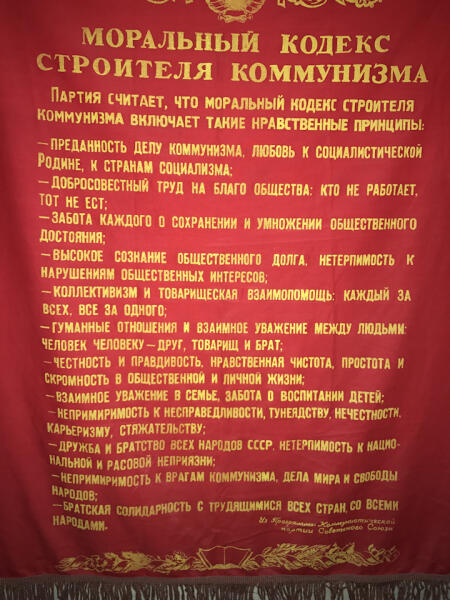 МОРАЛЬНЫЙ КОДЕКС
СТРОИТЕЛЯ КОММУНИЗМА
ПАРТИЯ СЧИТАЕТ, ЧТО МОРАЛЬНЫЙ КОДЕКС СТРОИТЕЛЯ
КОММУНИЗМА ВКЛЮЧАЕТ ТАКИЕ НРАВСТВЕННЫЕ ПРИНЦИПЫ:
—ПРЕДАННОСТЬ ДЕЛУ КОММУНИЗМА, ЛЮБОВЬ К СОЦИАЛИСТИЧЕСКОЙ
РОДИНЕ, К СТРАНАМ СОЦИАЛИЗМА;
—ДОБРОСОВЕСТНЫЙ ТРУД НА БЛАГО ОБЩЕСТВА: КТО НЕ РАБОТАЕТ,
ТОТ НЕ ЕСТ;
—ЗАБОТА КАЖДОГО О СОХРАНЕНИИ И УМНОЖЕНИИ ОБЩЕСТВЕННОГО
ДОСТОЯНИЯ;
—ВЫСОКОЕ СОЗНАНИЕ ОБЩЕСТВЕННОГО ДОЛГА, НЕТЕРПИМОСТЬ К
НАРУШЕНИЯМ ОБЩЕСТВЕННЫХ ИНТЕРЕСОВ;
—КОЛЛЕКТИВИЗМ И ТОВАРИЩЕСКАЯ ВЗАИМОПОМОЩЬ: КАЖДЫЙ ЗА
ВСЕХ, ВСЕ ЗА ОДНОГО;
—ГУМАННЫЕ ОТНОШЕНИЯ И ВЗАИМНОЕ УВАЖЕНИЕ МЕЖДУ ЛЮДЬМИ:
ЧЕЛОВЕК ЧЕЛОВЕКУ—ДРУГ, ТОВАРИЩ И БРАТ;
—ЧЕСТНОСТЬ И ПРАВДИВОСТЬ, НРАВСТВЕННАЯ ЧИСТОТА, ПРОСТОТА И
СКРОМНОСТЬ В ОБЩЕСТВЕННОЙ И ЛИЧНОЙ ЖИЗНИ;
—ВЗАИМНОЕ УВАЖЕНИЕ В СЕМЬЕ, ЗАБОТА О ВОСПИТАНИИ ДЕТЕЙ;
—НЕПРИМИРИМОСТЬ К НЕСПРАВЕДЛИВОСТИ, ТУНЕЯДСТВУ, НЕЧЕСТНОСТИ,
КАРЬЕРИЗМУ, СТЯЖАТЕЛЬСТВУ;
—ДРУЖБА И БРАТСТВО ВСЕХ НАРОДОВ СССР, НЕТЕРПИМОСТЬ К НАЦИО-
НАЛЬНОЙ И РАСОВОЙ НЕПРИЯЗНИ;
—НЕПРИМИРИМОСТЬ К ВРАГАМ КОММУНИЗМА, ДЕЛА МИРА И СВОБОДЫ
НАРОДОВ;
—БРАТСКАЯ СОЛИДАРНОСТЬ С ТРУДЯЩИМИСЯ ВСЕХ СТРАН, СО ВСЕМИ
НАРОДАМИ.
Из Программы Коммунистической
партии Советского Союза